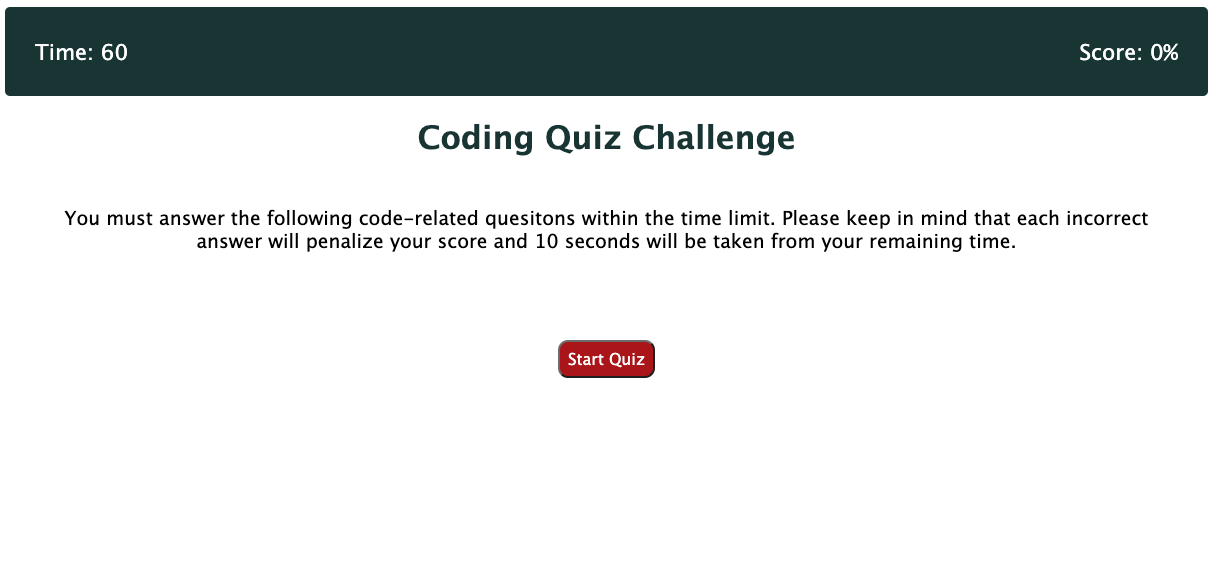 Time: 60
Score: 0%
Coding Quiz Challenge
You must answer the following code-related quesitons within the time limit. Please keep in mind that each incorrect
answer will penalize your score and 10 seconds will be taken from your remaining time.
Start Quiz